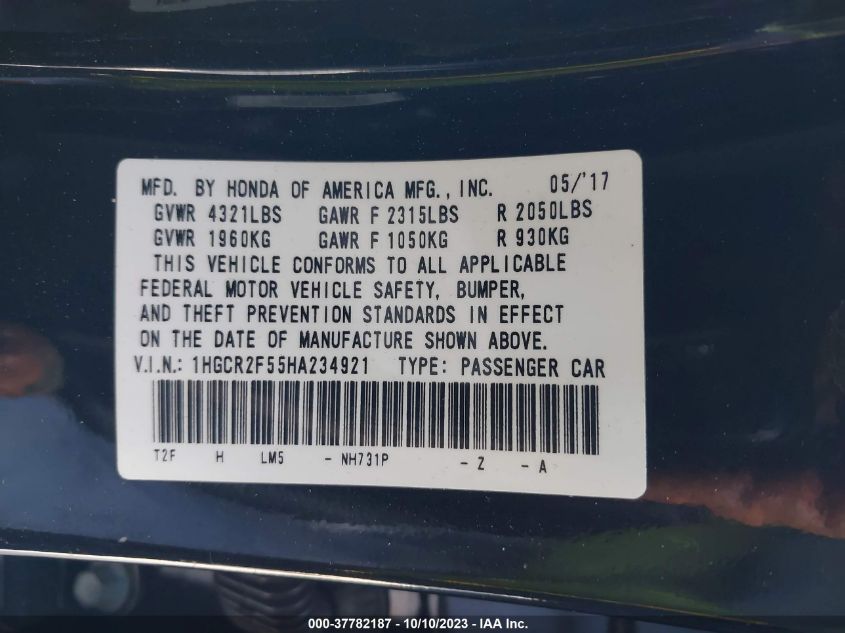 MFD. BY HONDA OF AMERICA MFG., INC. 05/'17
GVWR 4321LBS GAWR F 2315LBS R 2050LBS
GVWR 1960KG GAWR F 1050KG R 930KG
THIS VEHICLE CONFORMS TO ALL APPLICABLE
FEDERAL MOTOR VEHICLE SAFETY, BUMPER,
AND THEFT PREVENTION STANDARDS IN EFFECT
ON THE DATE OF MANUFACTURE SHOWN ABOVE.
V.I.N.: 1HGCR2F55HA234921 TYPE: PASSENGER CAR
T2F H LM5 - NH731P - Z - A
000-37782187 - 10/10/2023 - IAA Inc.